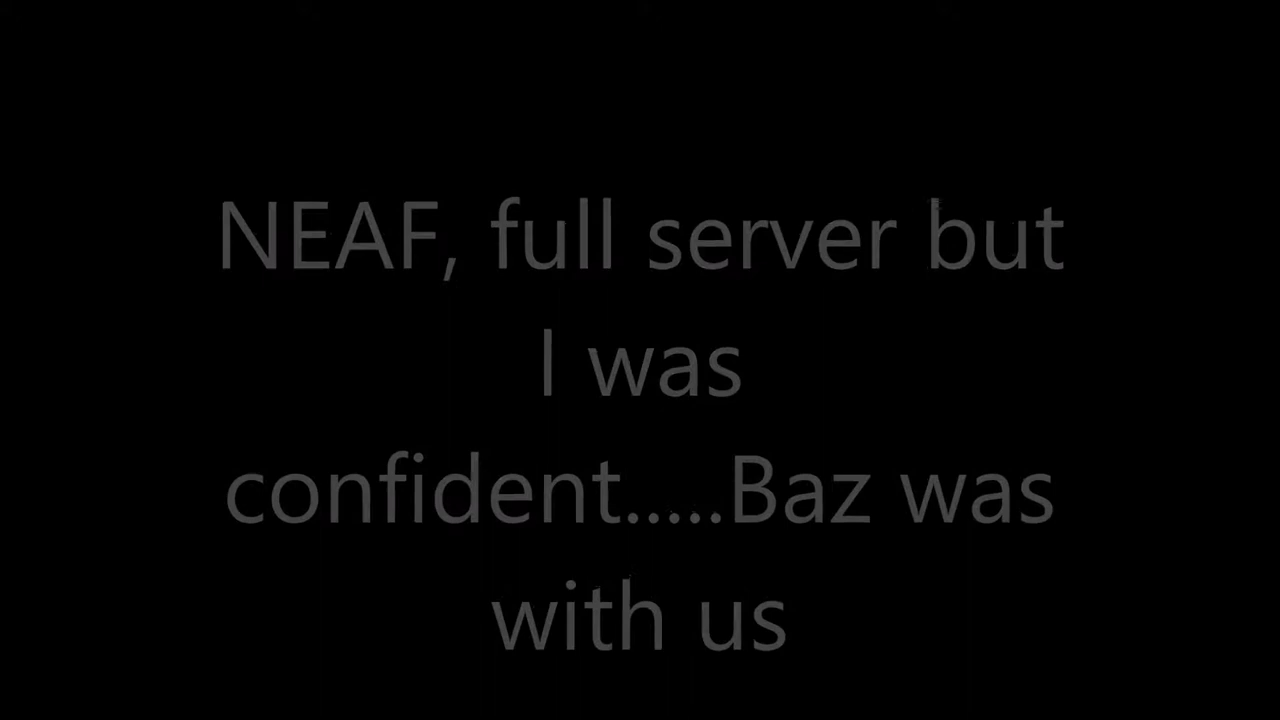 NEAF, full server but
I was
confident.....Baz was
with us